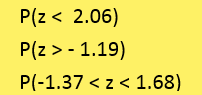 P(z < 2.06)
P(z > - 1.19)
P(-1.37 < z < 1.68)